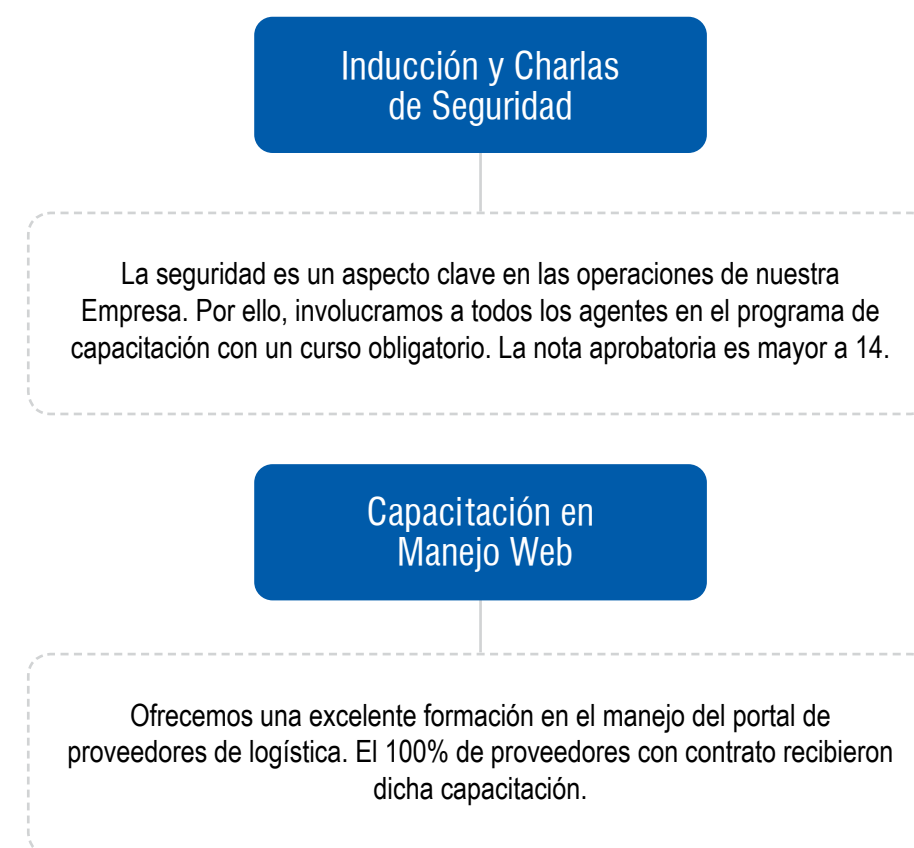 Inducción y Charlas
de Seguridad
La seguridad es un aspecto clave en las operaciones de nuestra
Empresa. Por ello, involucramos a todos los agentes en el programa de
capacitación con un curso obligatorio. La nota aprobatoria es mayor a 14.
Capacitación en
Manejo Web
Ofrecemos una excelente formación en el manejo del portal de
proveedores de logística. El 100% de proveedores con contrato recibieron
dicha capacitación.